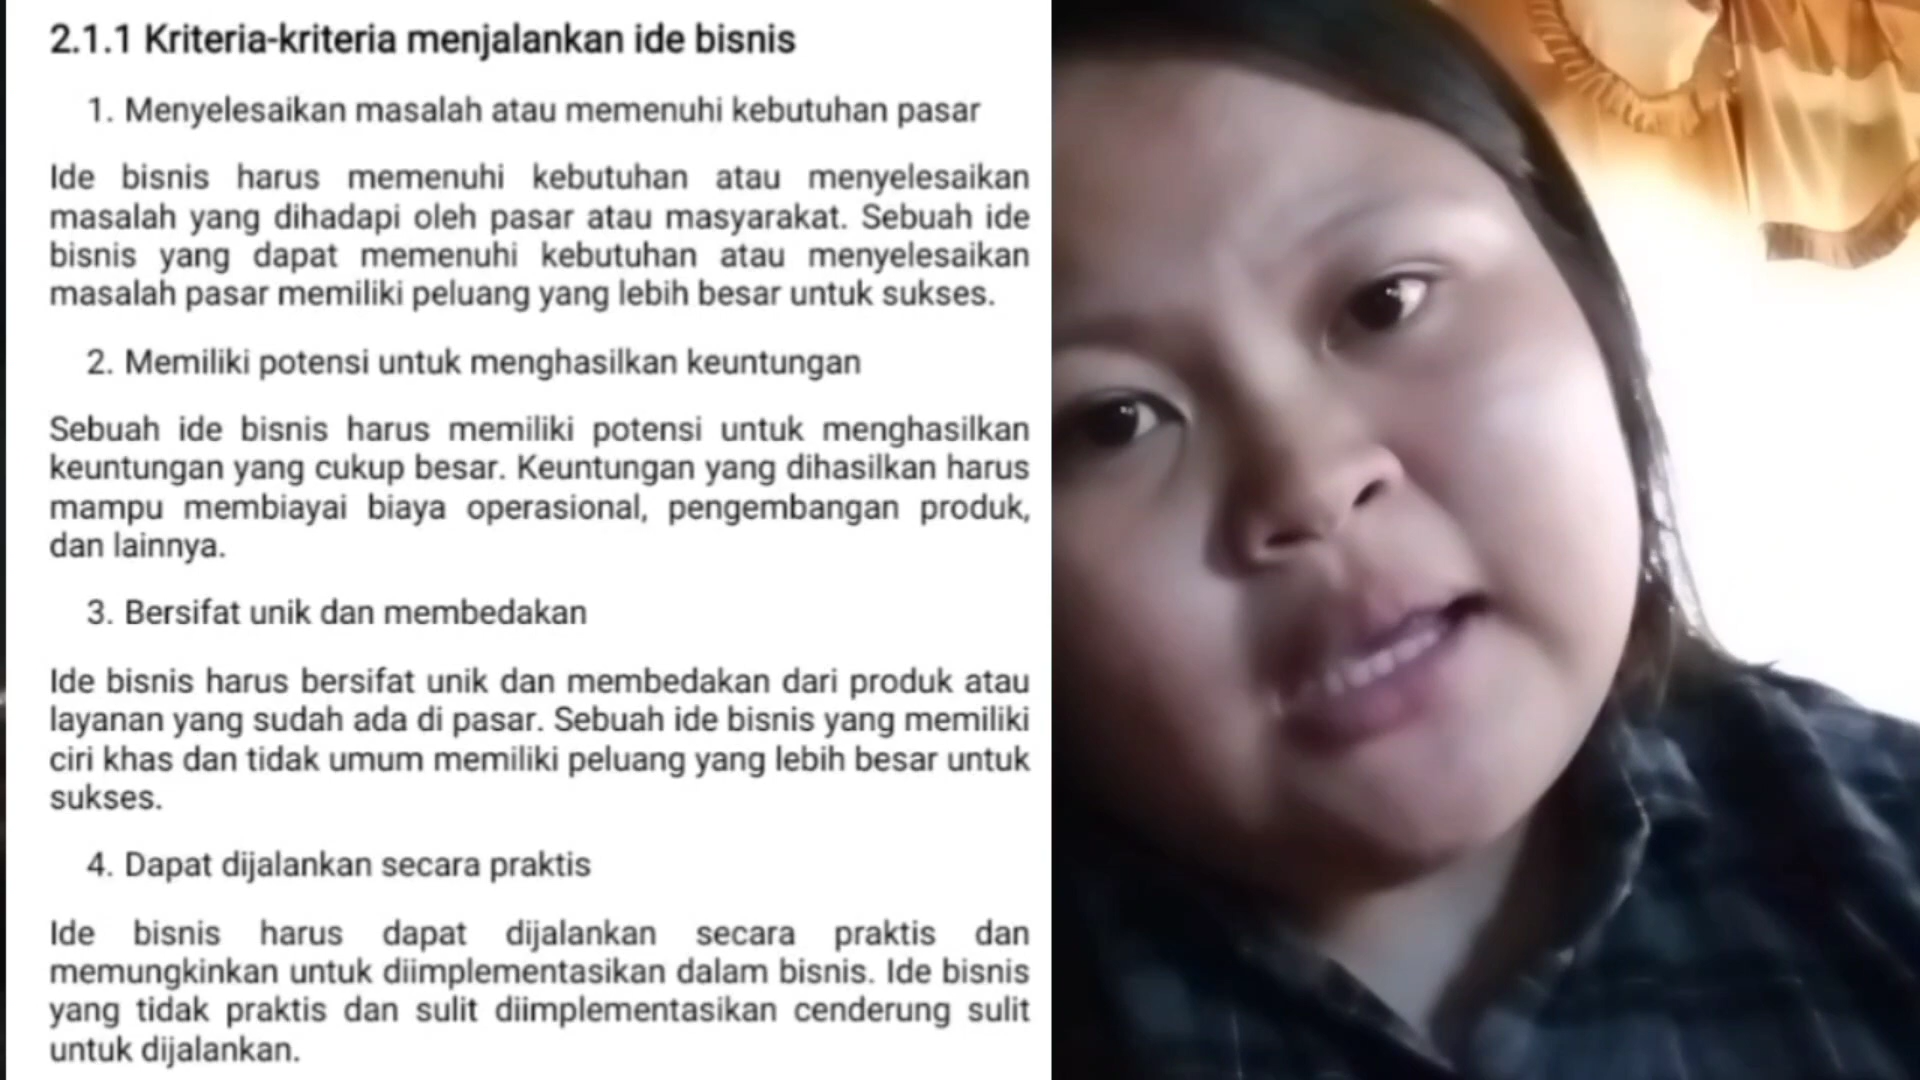 2.1.1 Kriteria-kriteria menjalankan ide bisnis
1. Menyelesaikan masalah atau memenuhi kebutuhan pasar
Ide bisnis harus memenuhi kebutuhan atau menyelesaikan
masalah yang dihadapi oleh pasar atau masyarakat. Sebuah ide
bisnis yang dapat memenuhi kebutuhan atau menyelesaikan
masalah pasar memiliki peluang yang lebih besar untuk sukses.
2. Memiliki potensi untuk menghasilkan keuntungan
Sebuah ide bisnis harus memiliki potensi untuk menghasilkan
keuntungan yang cukup besar. Keuntungan yang dihasilkan harus
mampu membiayai biaya operasional, pengembangan produk,
dan lainnya.
3. Bersifat unik dan membedakan
Ide bisnis harus bersifat unik dan membedakan dari produk atau
layanan yang sudah ada di pasar. Sebuah ide bisnis yang memiliki
ciri khas dan tidak umum memiliki peluang yang lebih besar untuk
sukses.
4. Dapat dijalankan secara praktis
Ide bisnis harus dapat dijalankan secara praktis dan
memungkinkan untuk diimplementasikan dalam bisnis. Ide bisnis
yang tidak praktis dan sulit diimplementasikan cenderung sulit
untuk dijalankan.